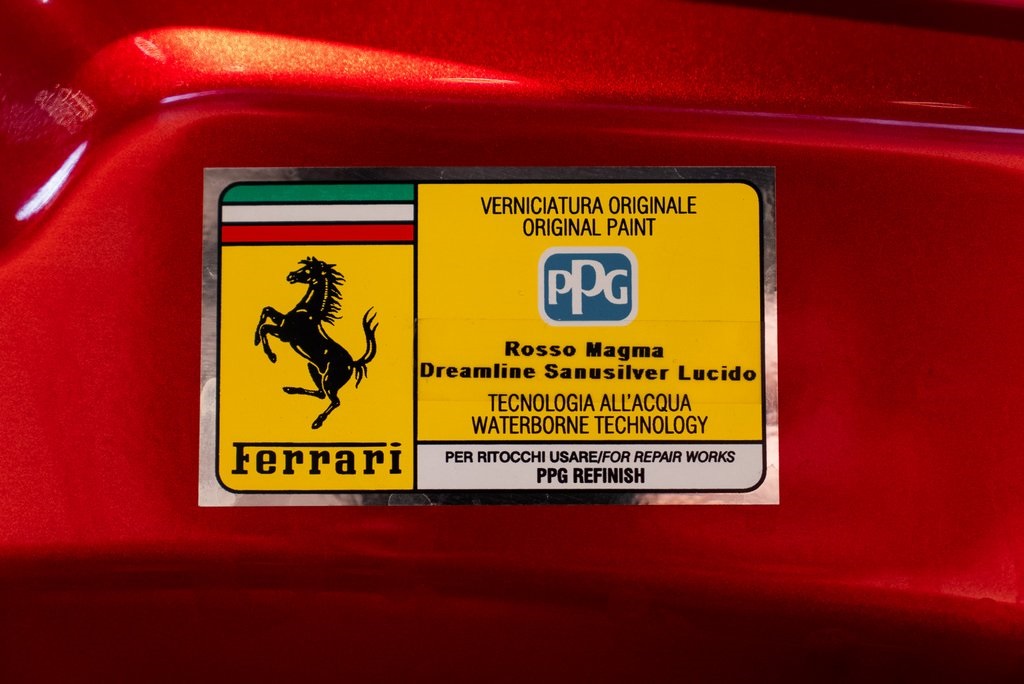 Ferrari
VERNICIATURA ORIGINALE
ORIGINAL PAINT
PPG
Rosso Magma
Dreamline Sanusilver Lucido
TECNOLOGIA ALL'ACQUA
WATERBORNE TECHNOLOGY
PER RITOCCHI USARE/FOR REPAIR WORKS
PPG REFINISH